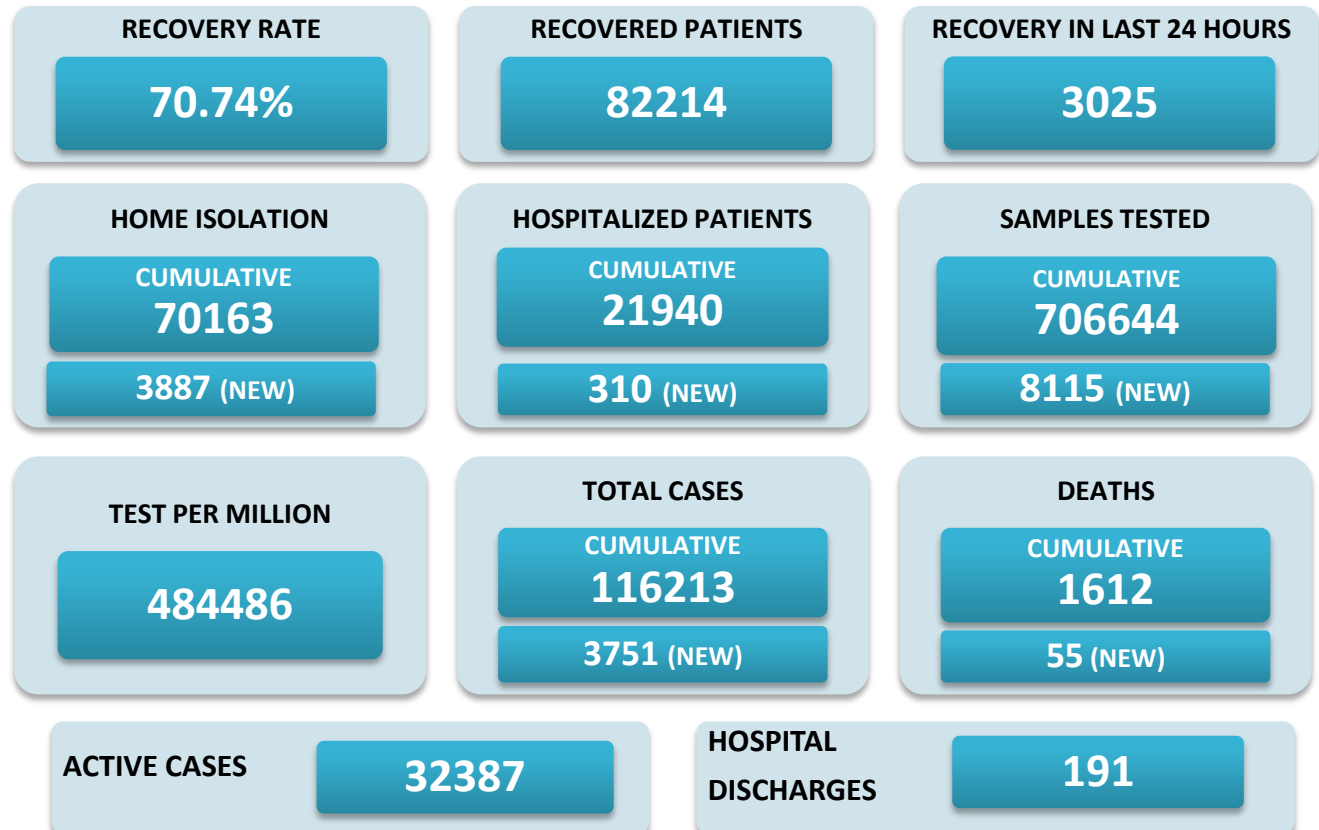 RECOVERY RATE
70.74%
RECOVERED PATIENTS
82214
RECOVERY IN LAST 24 HOURS
3025
HOME ISOLATION
CUMULATIVE
70163
3887 (NEW)
HOSPITALIZED PATIENTS
CUMULATIVE
21940
310 (NEW)
SAMPLES TESTED
CUMULATIVE
706644
8115 (NEW)
TEST PER MILLION
484486
TOTAL CASES
CUMULATIVE
116213
3751 (NEW)
DEATHS
CUMULATIVE
1612
55 (NEW)
ACTIVE CASES
32387
HOSPITAL
DISCHARGES
191